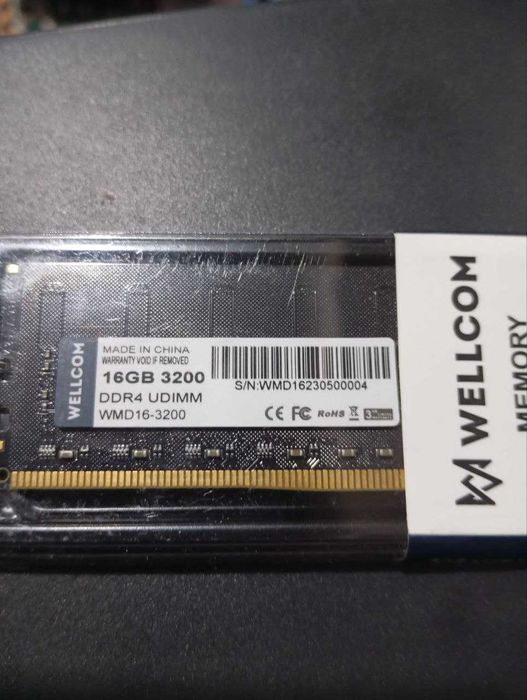 WELLCOM
MADE IN CHINA
WARRANTY VOID IF REMOVED
16GB 3200
DDR4 UDIMM
WMD16-3200
S/N:WMD16230500004
CE FC RoHS
WELLCOM
MEMORY